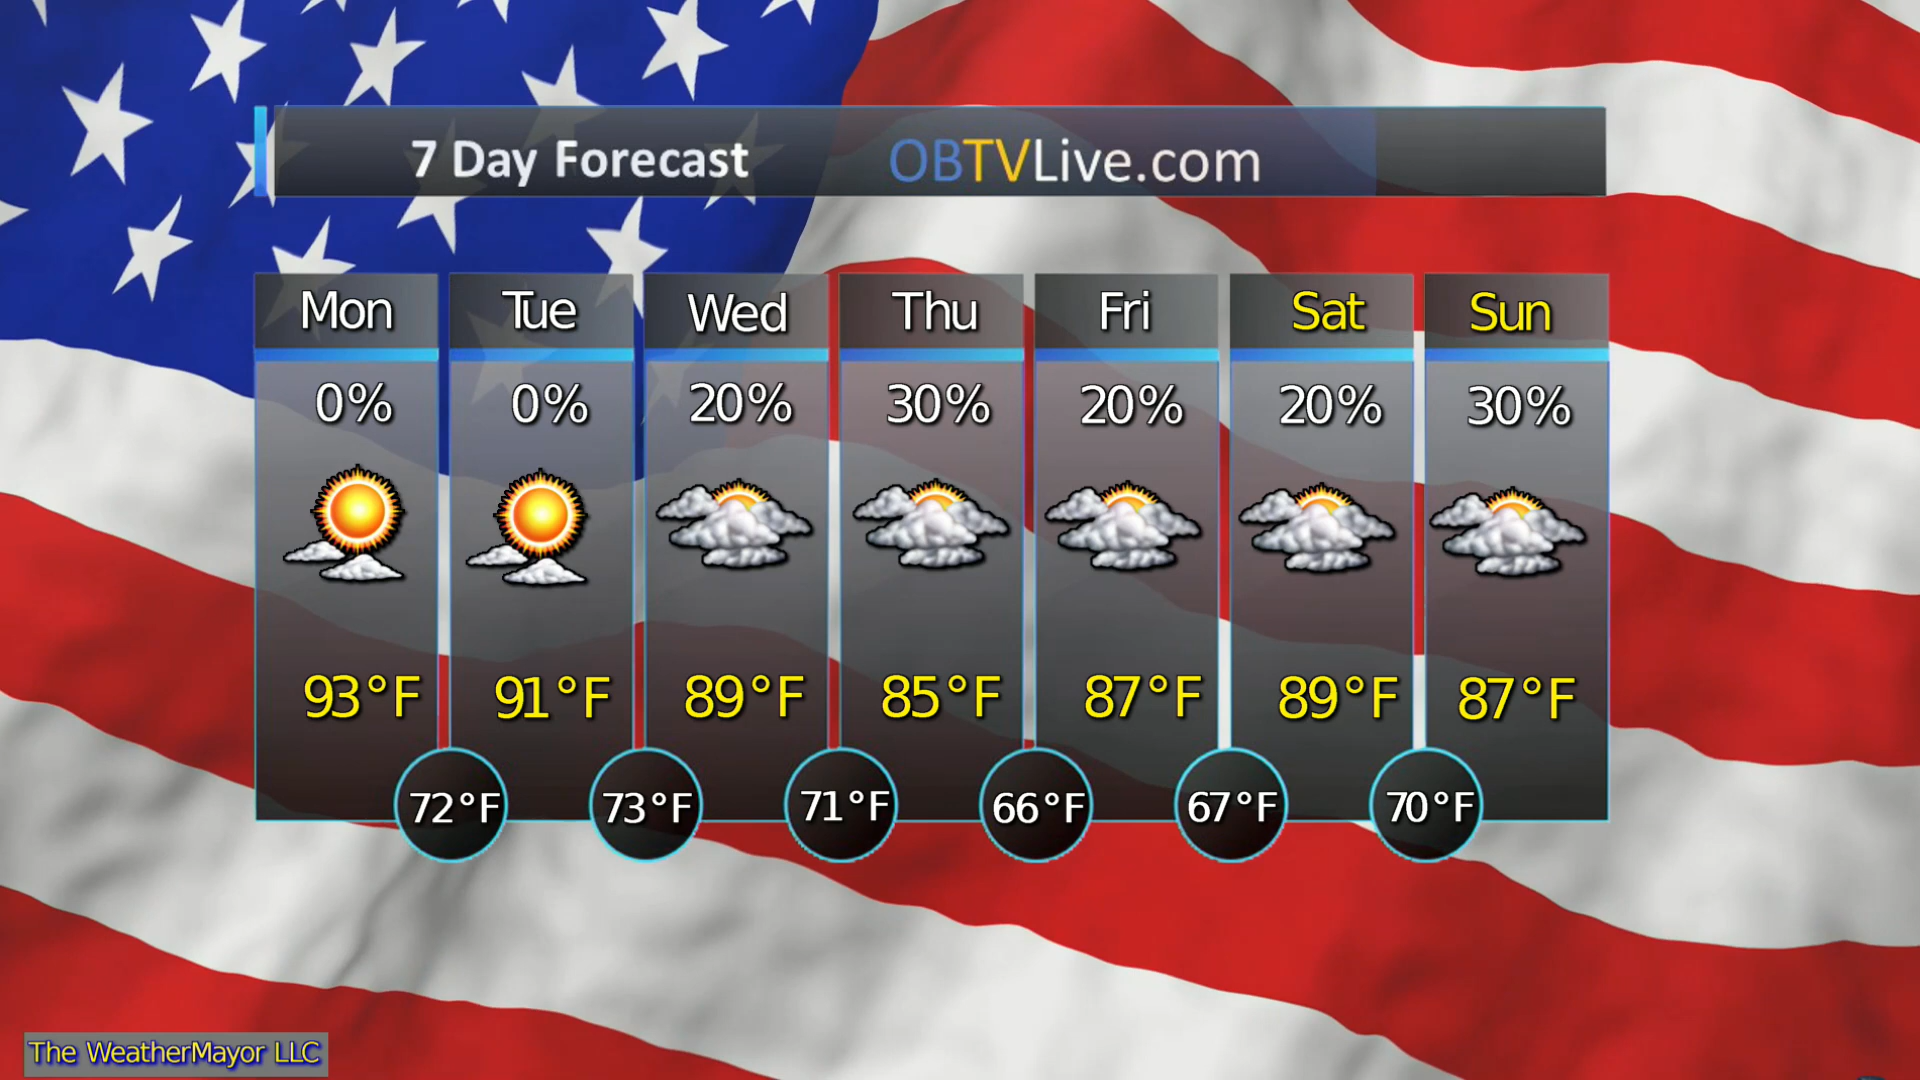 7 Day Forecast OBTVLive.com
Mon Tue Wed Thu Fri Sat Sun
0% 0% 20% 30% 20% 20% 30%
93°F 91°F 89°F 85°F 87°F 89°F 87°F
72°F 73°F 71°F 66°F 67°F 70°F
The WeatherMayor LLC